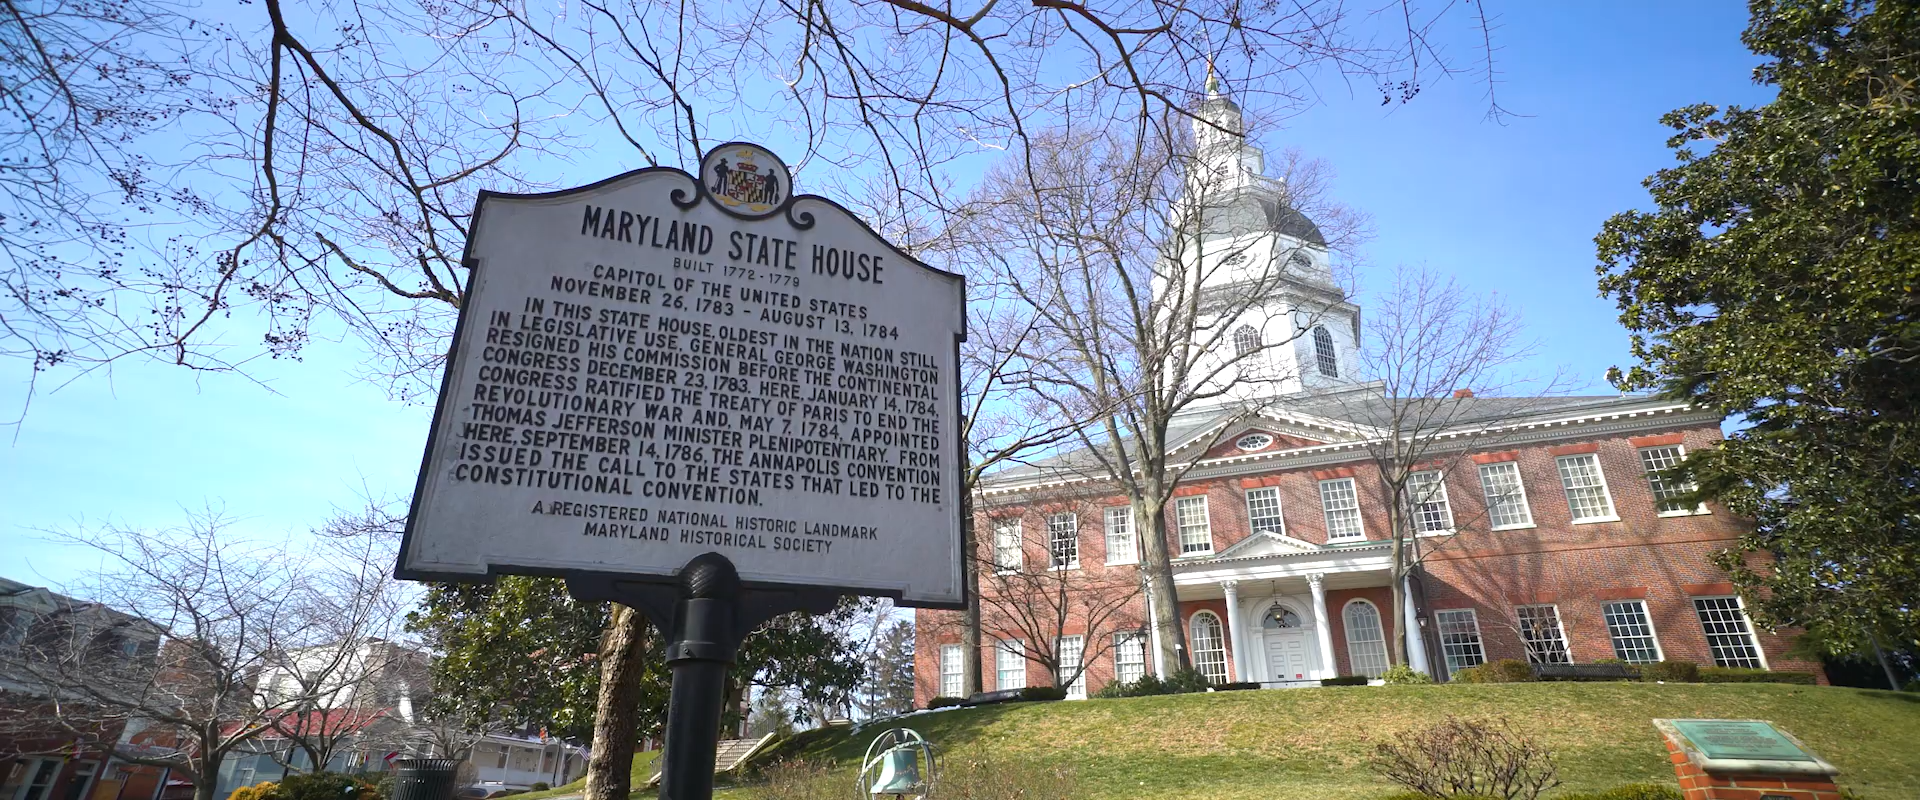 MARYLAND STATE HOUSE
BUILT 1772-1779
CAPITOL OF THE UNITED STATES
NOVEMBER 26, 1783 - AUGUST 13, 1784
IN THIS STATE HOUSE, OLDEST IN THE NATION STILL
IN LEGISLATIVE USE, GENERAL GEORGE WASHINGTON
RESIGNED HIS COMMISSION BEFORE THE CONTINENTAL
CONGRESS DECEMBER 23, 1783. HERE, JANUARY 14, 1784,
CONGRESS RATIFIED THE TREATY OF PARIS TO END THE
REVOLUTIONARY WAR AND, MAY 7, 1784, APPOINTED
THOMAS JEFFERSON MINISTER PLENIPOTENTIARY. FROM
HERE, SEPTEMBER 14, 1786, THE ANNAPOLIS CONVENTION
ISSUED THE CALL TO THE STATES THAT LED TO THE
CONSTITUTIONAL CONVENTION.
A REGISTERED NATIONAL HISTORIC LANDMARK
MARYLAND HISTORICAL SOCIETY